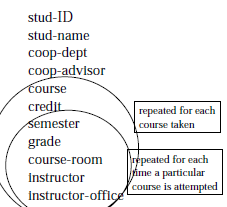 stud-ID
stud-name
coop-dept
coop-advisor
course
credit
semester
grade
course-room
instructor
instructor-office
repeated for each
course taken
repeated for each
time a particular
course is attempted